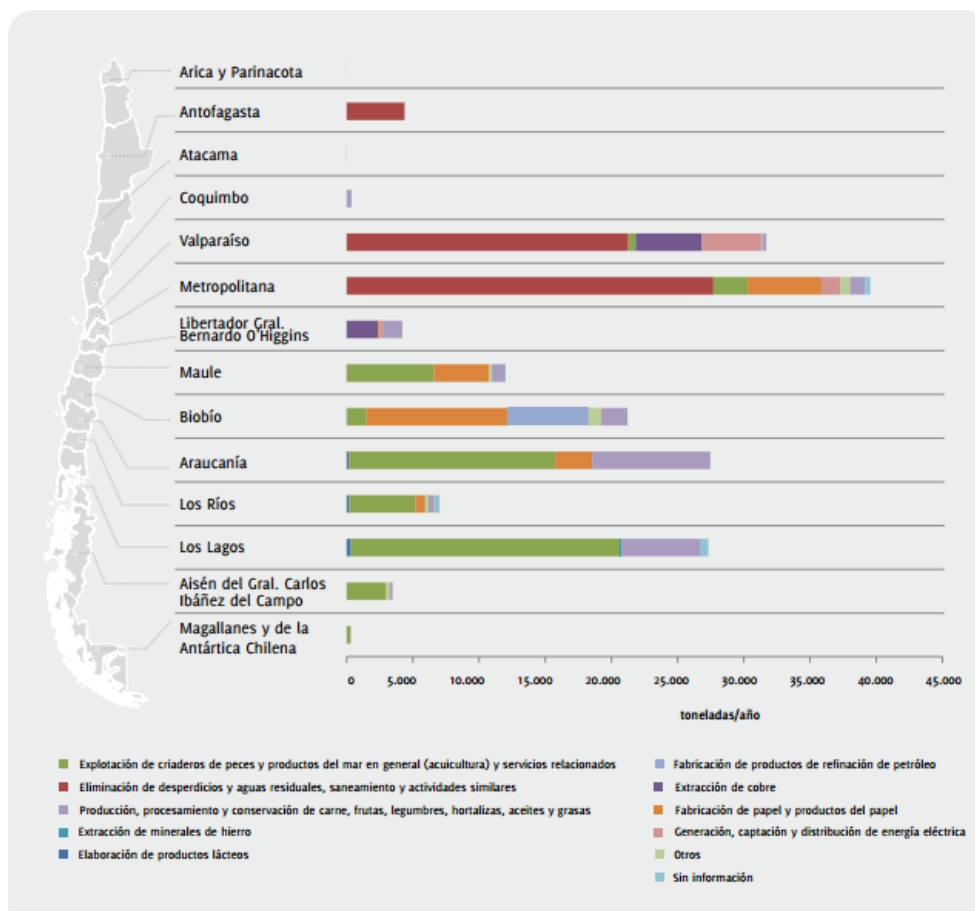 Arica y Parinacota
Antofagasta
Atacama
Coquimbo
Valparaíso
Metropolitana
Libertador Gral.
Bernardo O'Higgins
Maule
Biobío
Araucanía
Los Ríos
Los Lagos
Aisén del Gral. Carlos
Ibáñez del Campo
Magallanes y de la
Antártica Chilena
0 5.000 10.000 15.000 20.000 25.000 30.000 35.000 40.000 45.000
toneladas/año
Explotación de criaderos de peces y productos del mar en general (acuicultura) y servicios relacionados
Eliminación de desperdicios y aguas residuales, saneamiento y actividades similares
Producción, procesamiento y conservación de carne, frutas, legumbres, hortalizas, aceites y grasas
Extracción de minerales de hierro
Elaboración de productos lácteos
Fabricación de productos de refinación de petróleo
Extracción de cobre
Fabricación de papel y productos del papel
Generación, captación y distribución de energía eléctrica
Otros
Sin información